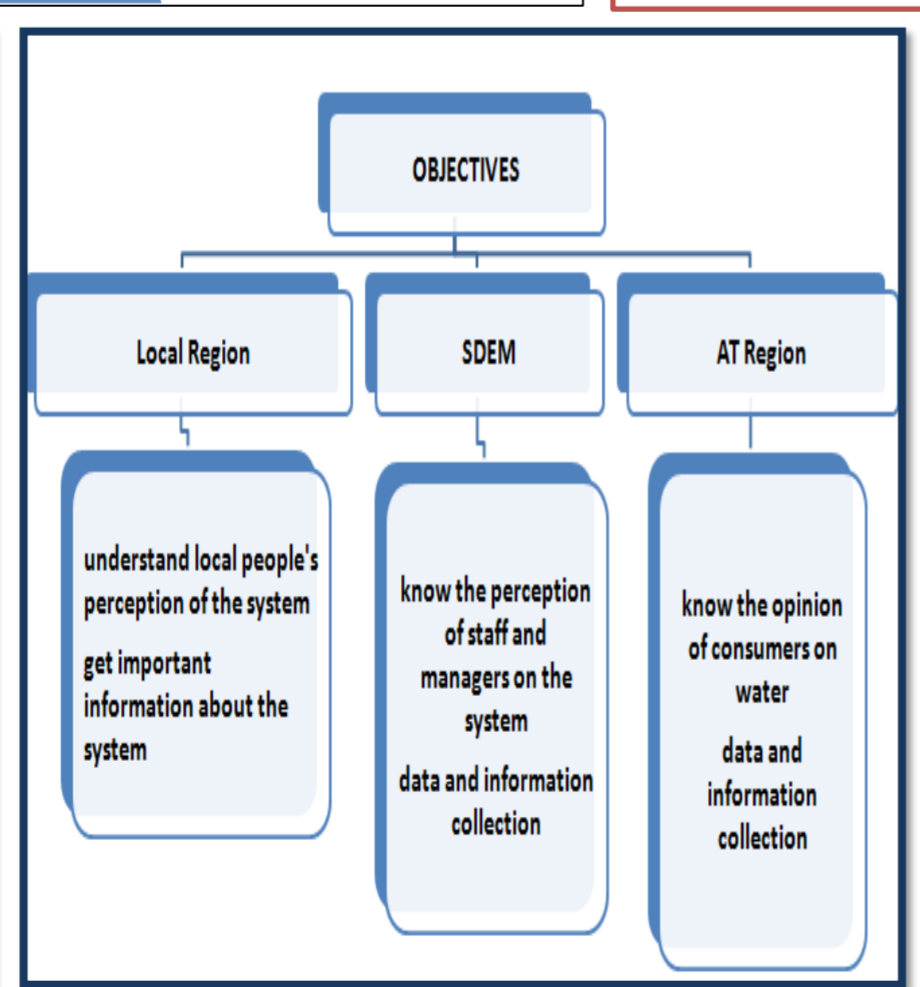 OBJECTIVES
Local Region
SDEM
AT Region
understand local people's
perception of the system
get important
information about the
system
know the perception
of staff and
managers on the
system
data and information
collection
know the opinion
of consumers on
water
data and
information
collection